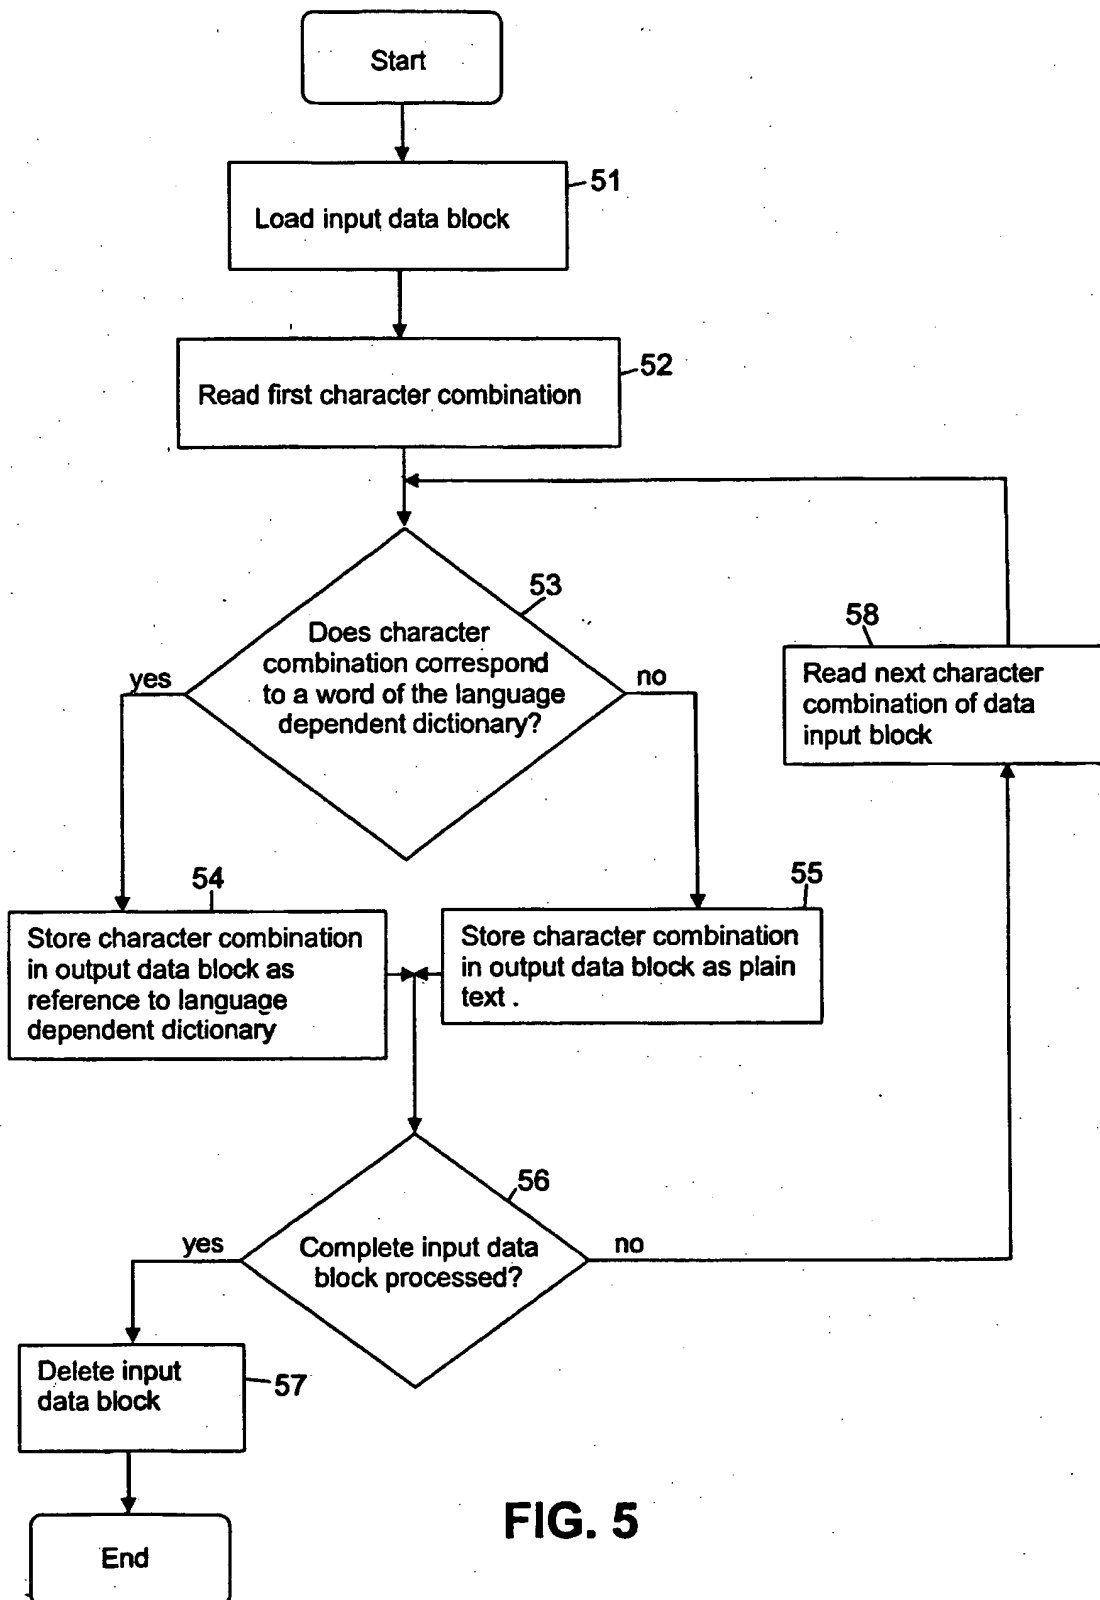 Start
51
Load input data block
52
Read first character combination
53
Does character
combination correspond
to a word of the language
dependent dictionary?
yes
no
58
Read next character
combination of data
input block
54
Store character combination
in output data block as
reference to language
dependent dictionary
55
Store character combination
in output data block as plain
text .
56
Complete input data
block processed?
yes
no
Delete input
data block
57
End
FIG. 5